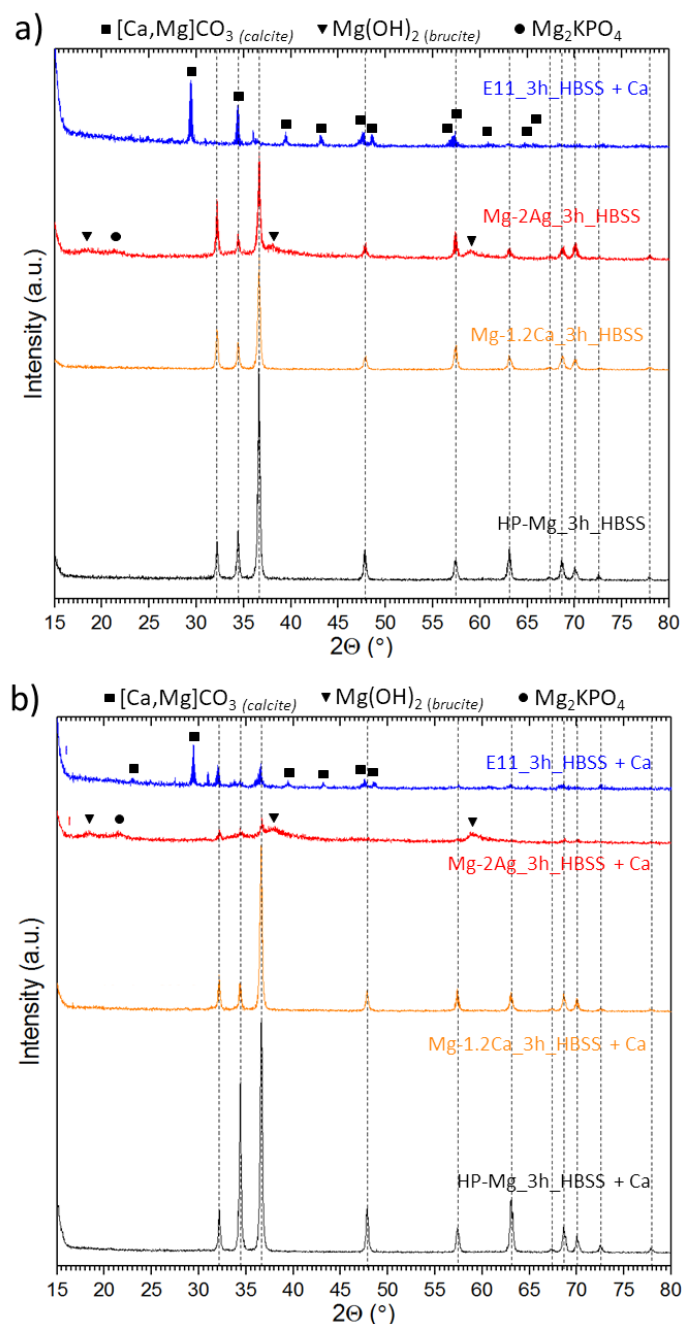 a)
■ [Ca,Mg]CO₃ (calcite) ▼ Mg(OH)₂ (brucite) ● Mg₂KPO₄
E11_3h_HBSS + Ca
Mg-2Ag_3h_HBSS
Mg-1.2Ca_3h_HBSS
HP-Mg_3h_HBSS
Intensity (a.u.)
15 20 25 30 35 40 45 50 55 60 65 70 75 80
2Θ (°)
b)
■ [Ca,Mg]CO₃ (calcite) ▼ Mg(OH)₂ (brucite) ● Mg₂KPO₄
E11_3h_HBSS + Ca
Mg-2Ag_3h_HBSS + Ca
Mg-1.2Ca_3h_HBSS + Ca
HP-Mg_3h_HBSS + Ca
Intensity (a.u.)
15 20 25 30 35 40 45 50 55 60 65 70 75 80
2Θ (°)